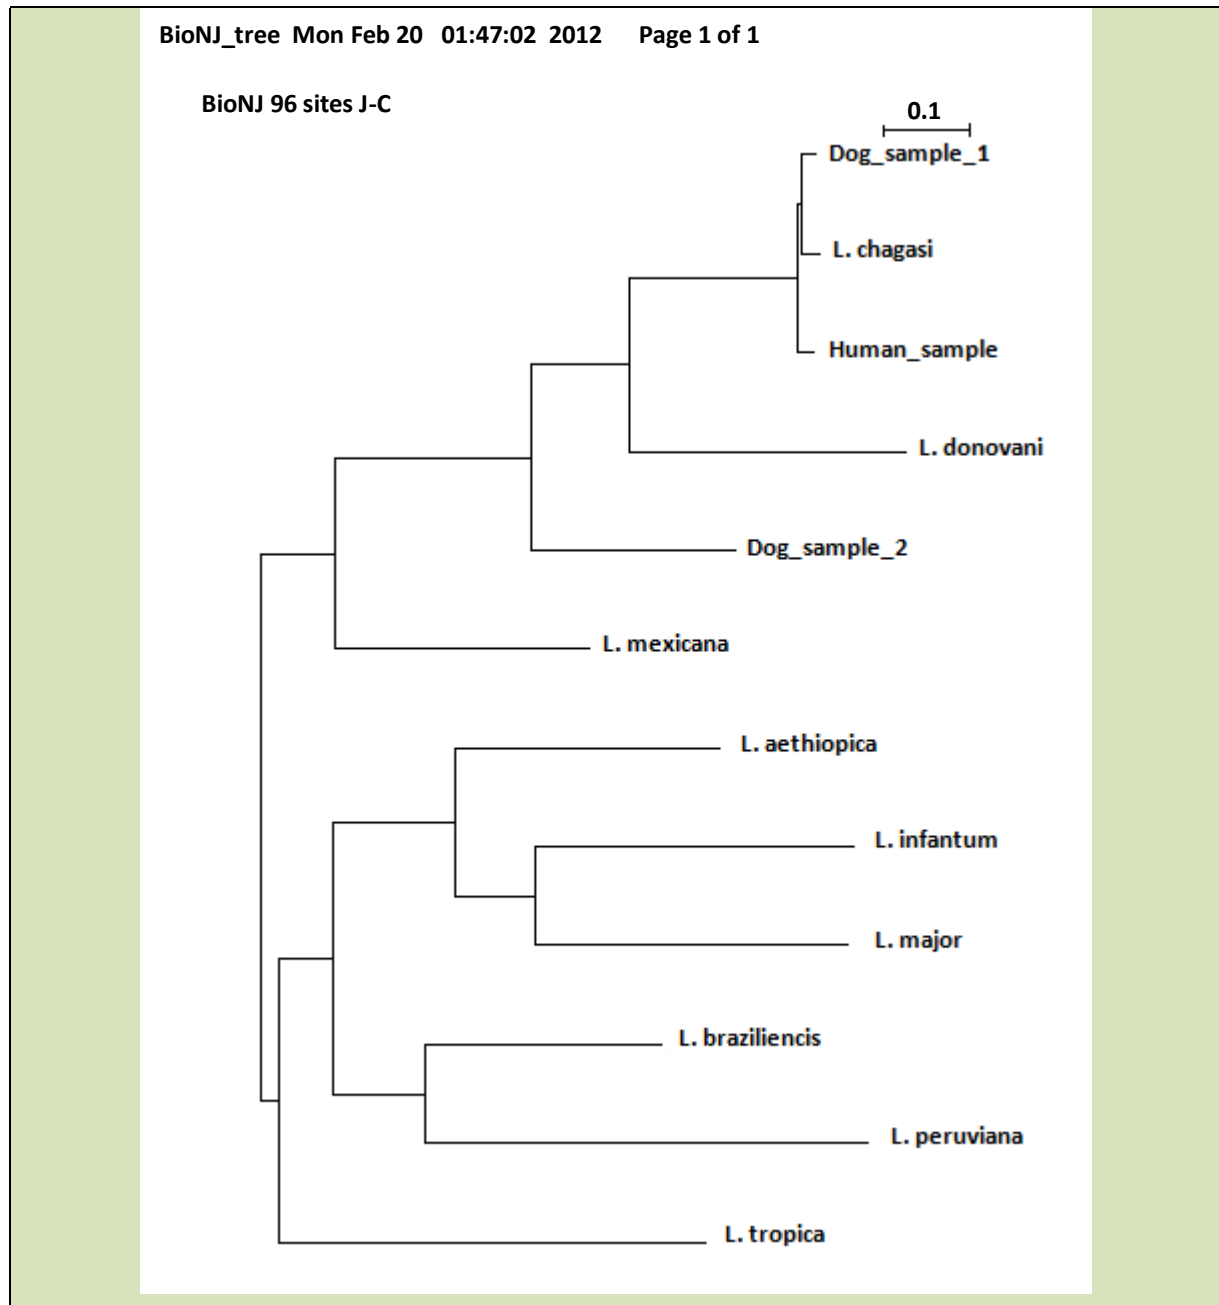 BioNJ_tree Mon Feb 20 01:47:02 2012 Page 1 of 1
BioNJ 96 sites J-C
0.1
Dog_sample_1
L. chagasi
Human_sample
L. donovani
Dog_sample_2
L. mexicana
L. aethiopica
L. infantum
L. major
L. braziliencis
L. peruviana
L. tropica